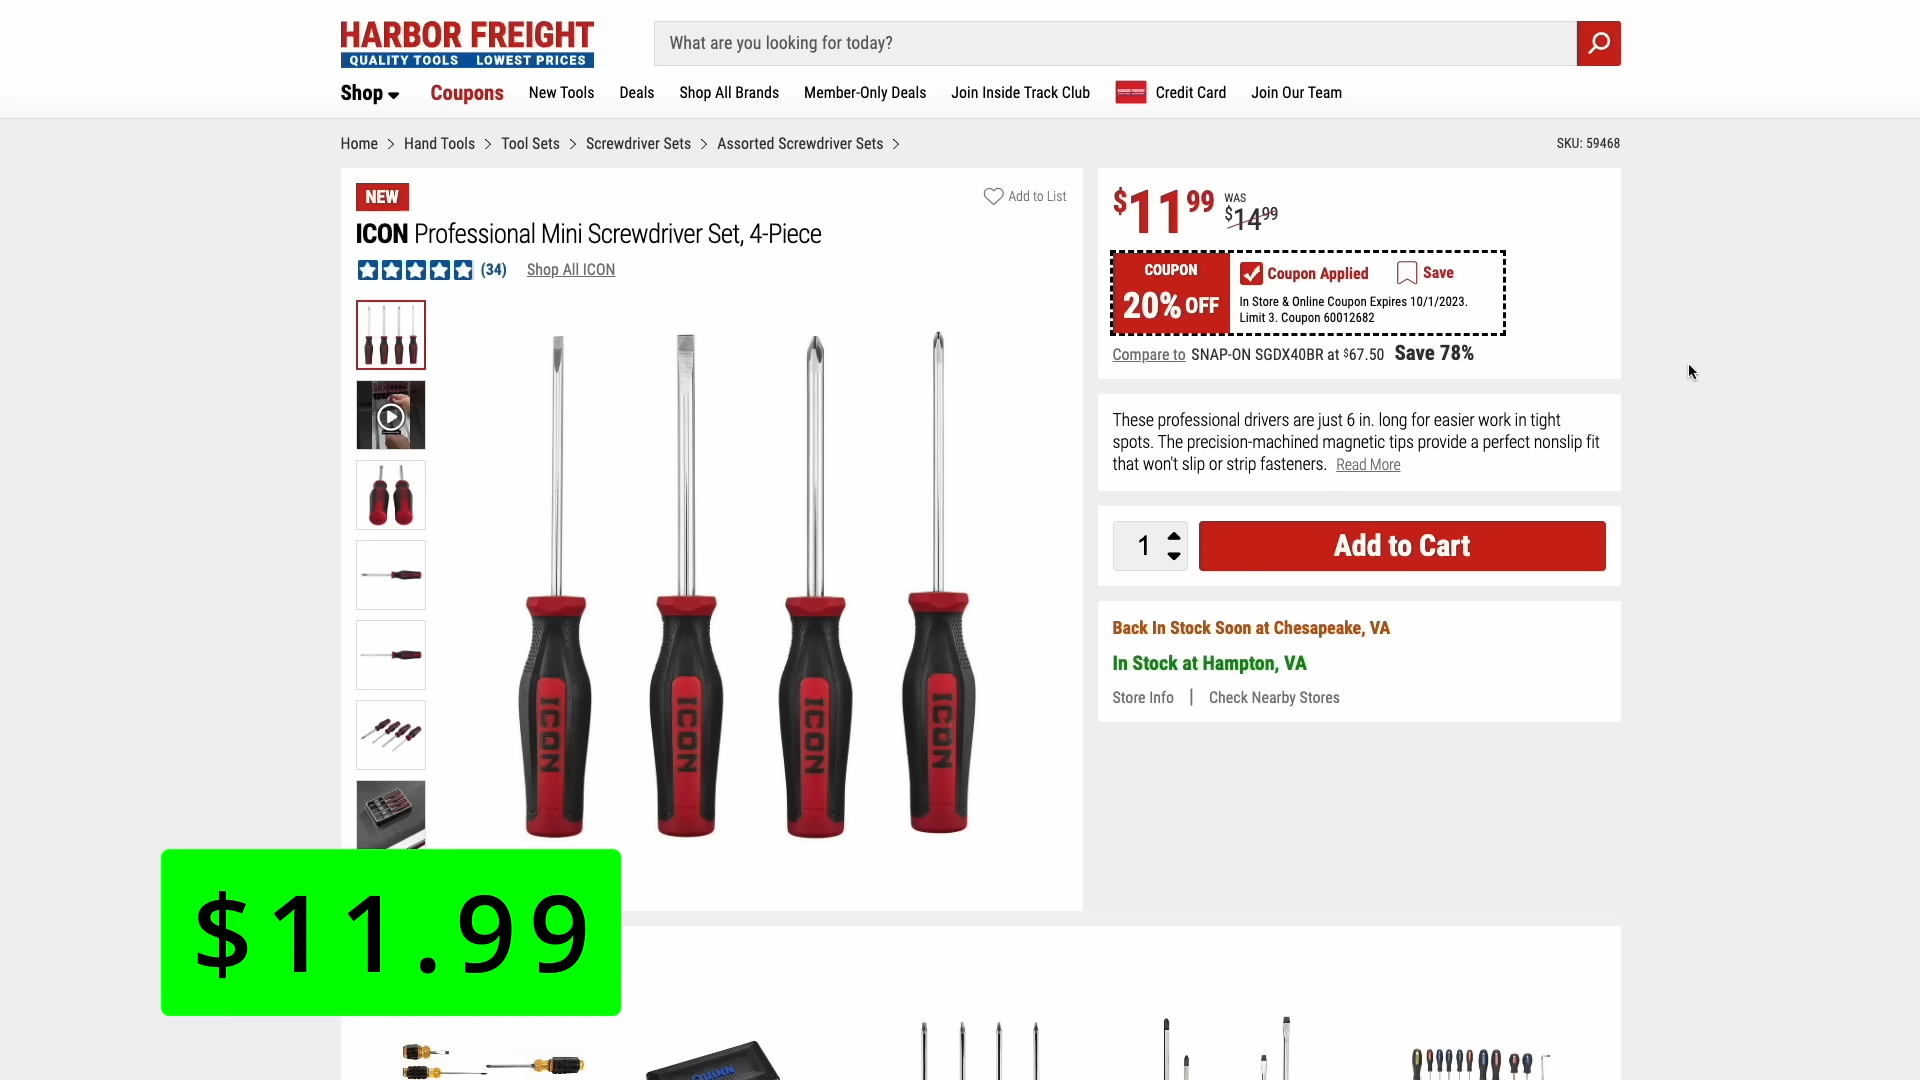 HARBOR FREIGHT
QUALITY TOOLS LOWEST PRICES
What are you looking for today?
Shop
Coupons
New Tools
Deals
Shop All Brands
Member-Only Deals
Join Inside Track Club
Credit Card
Join Our Team
Home > Hand Tools > Tool Sets > Screwdriver Sets > Assorted Screwdriver Sets >
SKU: 59468
NEW
Add to List
ICON Professional Mini Screwdriver Set, 4-Piece
(34)
Shop All ICON
ICON
ICON
ICON
ICON
$11.99
$11 99
WAS
$14 99
COUPON
20% OFF
Coupon Applied
Save
In Store & Online Coupon Expires 10/1/2023.
Limit 3. Coupon 60012682
Compare to SNAP-ON SGDX40BR at $67.50 Save 78%
These professional drivers are just 6 in. long for easier work in tight
spots. The precision-machined magnetic tips provide a perfect nonslip fit
that won't slip or strip fasteners. Read More
1
Add to Cart
Back In Stock Soon at Chesapeake, VA
In Stock at Hampton, VA
Store Info | Check Nearby Stores
QUINN